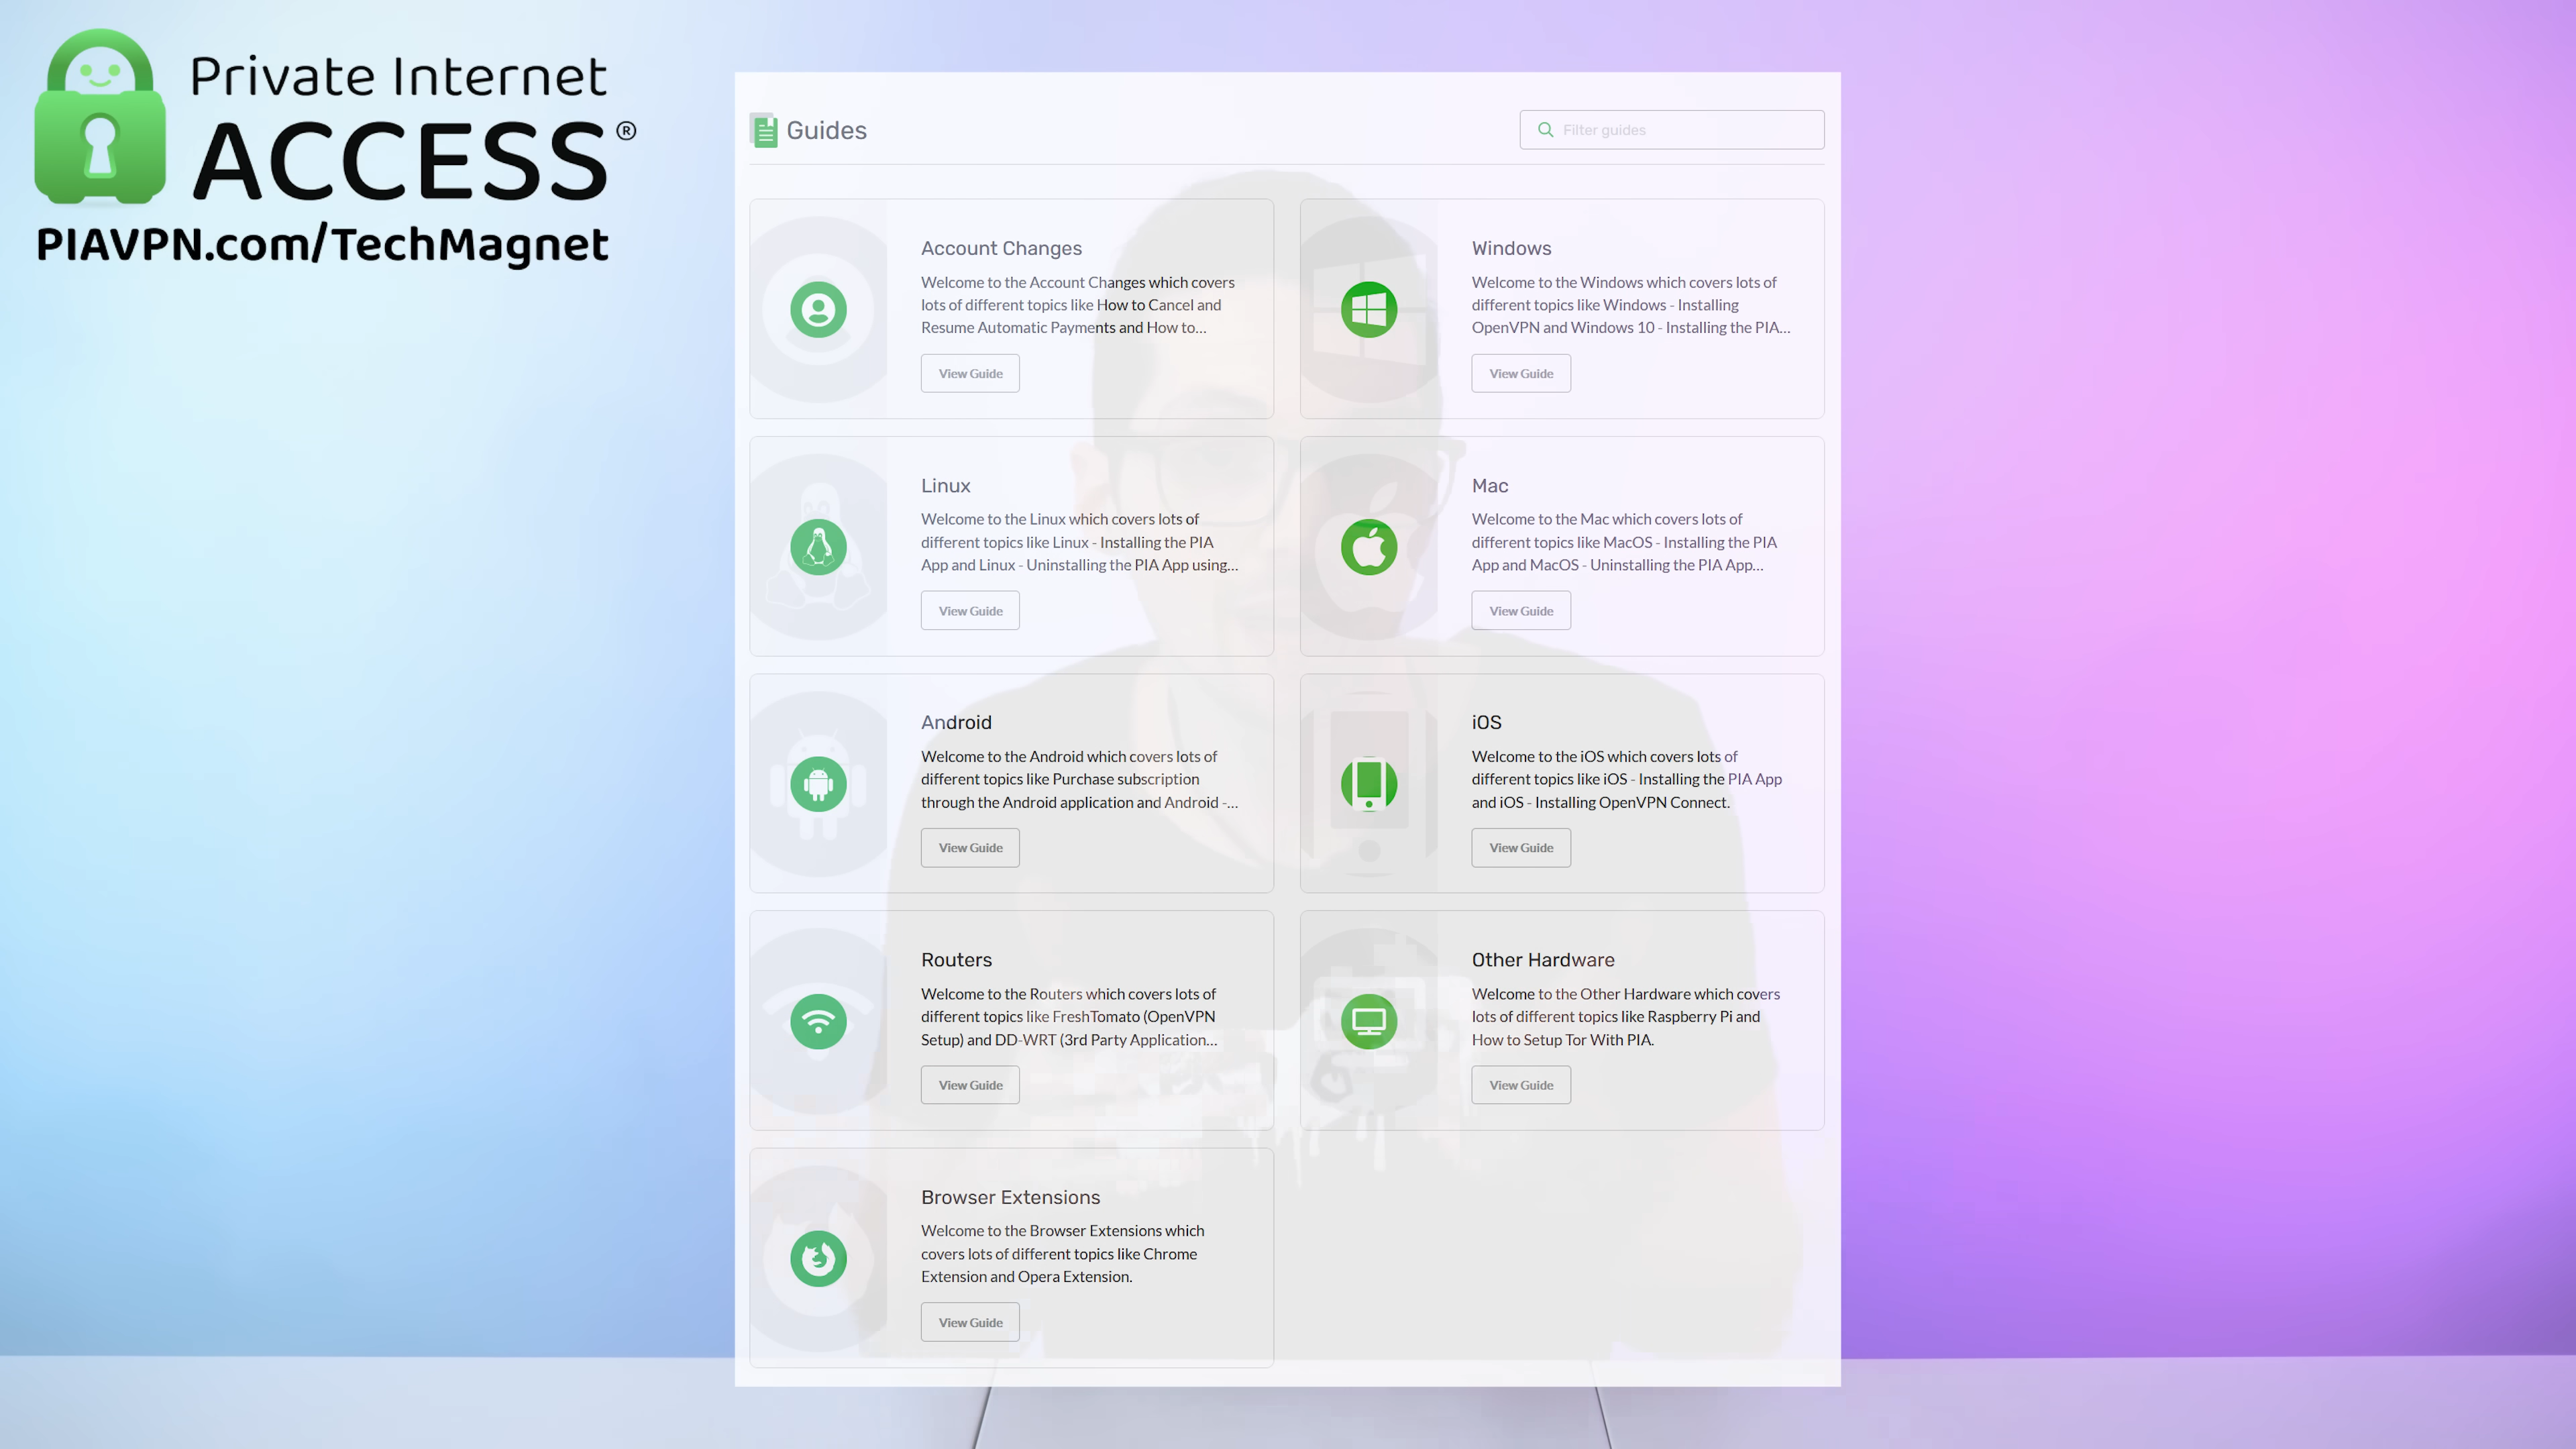 Private Internet
ACCESS®
PIAVPN.com/TechMagnet
Guides
Filter guides
Account Changes
Welcome to the Account Changes which covers
lots of different topics like How to Cancel and
Resume Automatic Payments and How to...
View Guide
Windows
Welcome to the Windows which covers lots of
different topics like Windows - Installing
OpenVPN and Windows 10 - Installing the PIA...
View Guide
Linux
Welcome to the Linux which covers lots of
different topics like Linux - Installing the PIA
App and Linux - Uninstalling the PIA App using...
View Guide
Mac
Welcome to the Mac which covers lots of
different topics like MacOS - Installing the PIA
App and MacOS - Uninstalling the PIA App...
View Guide
Android
Welcome to the Android which covers lots of
different topics like Purchase subscription
through the Android application and Android -...
View Guide
iOS
Welcome to the iOS which covers lots of
different topics like iOS - Installing the PIA App
and iOS - Installing OpenVPN Connect.
View Guide
Routers
Welcome to the Routers which covers lots of
different topics like FreshTomato (OpenVPN
Setup) and DD-WRT (3rd Party Application...
View Guide
Other Hardware
Welcome to the Other Hardware which covers
lots of different topics like Raspberry Pi and
How to Setup Tor With PIA.
View Guide
Browser Extensions
Welcome to the Browser Extensions which
covers lots of different topics like Chrome
Extension and Opera Extension.
View Guide